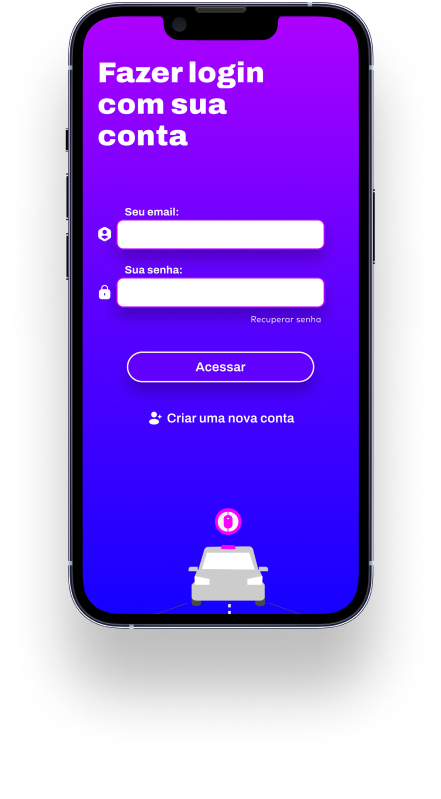 Fazer login
com sua
conta
Seu email:
Sua senha:
Recuperar senha
Acessar
Criar uma nova conta